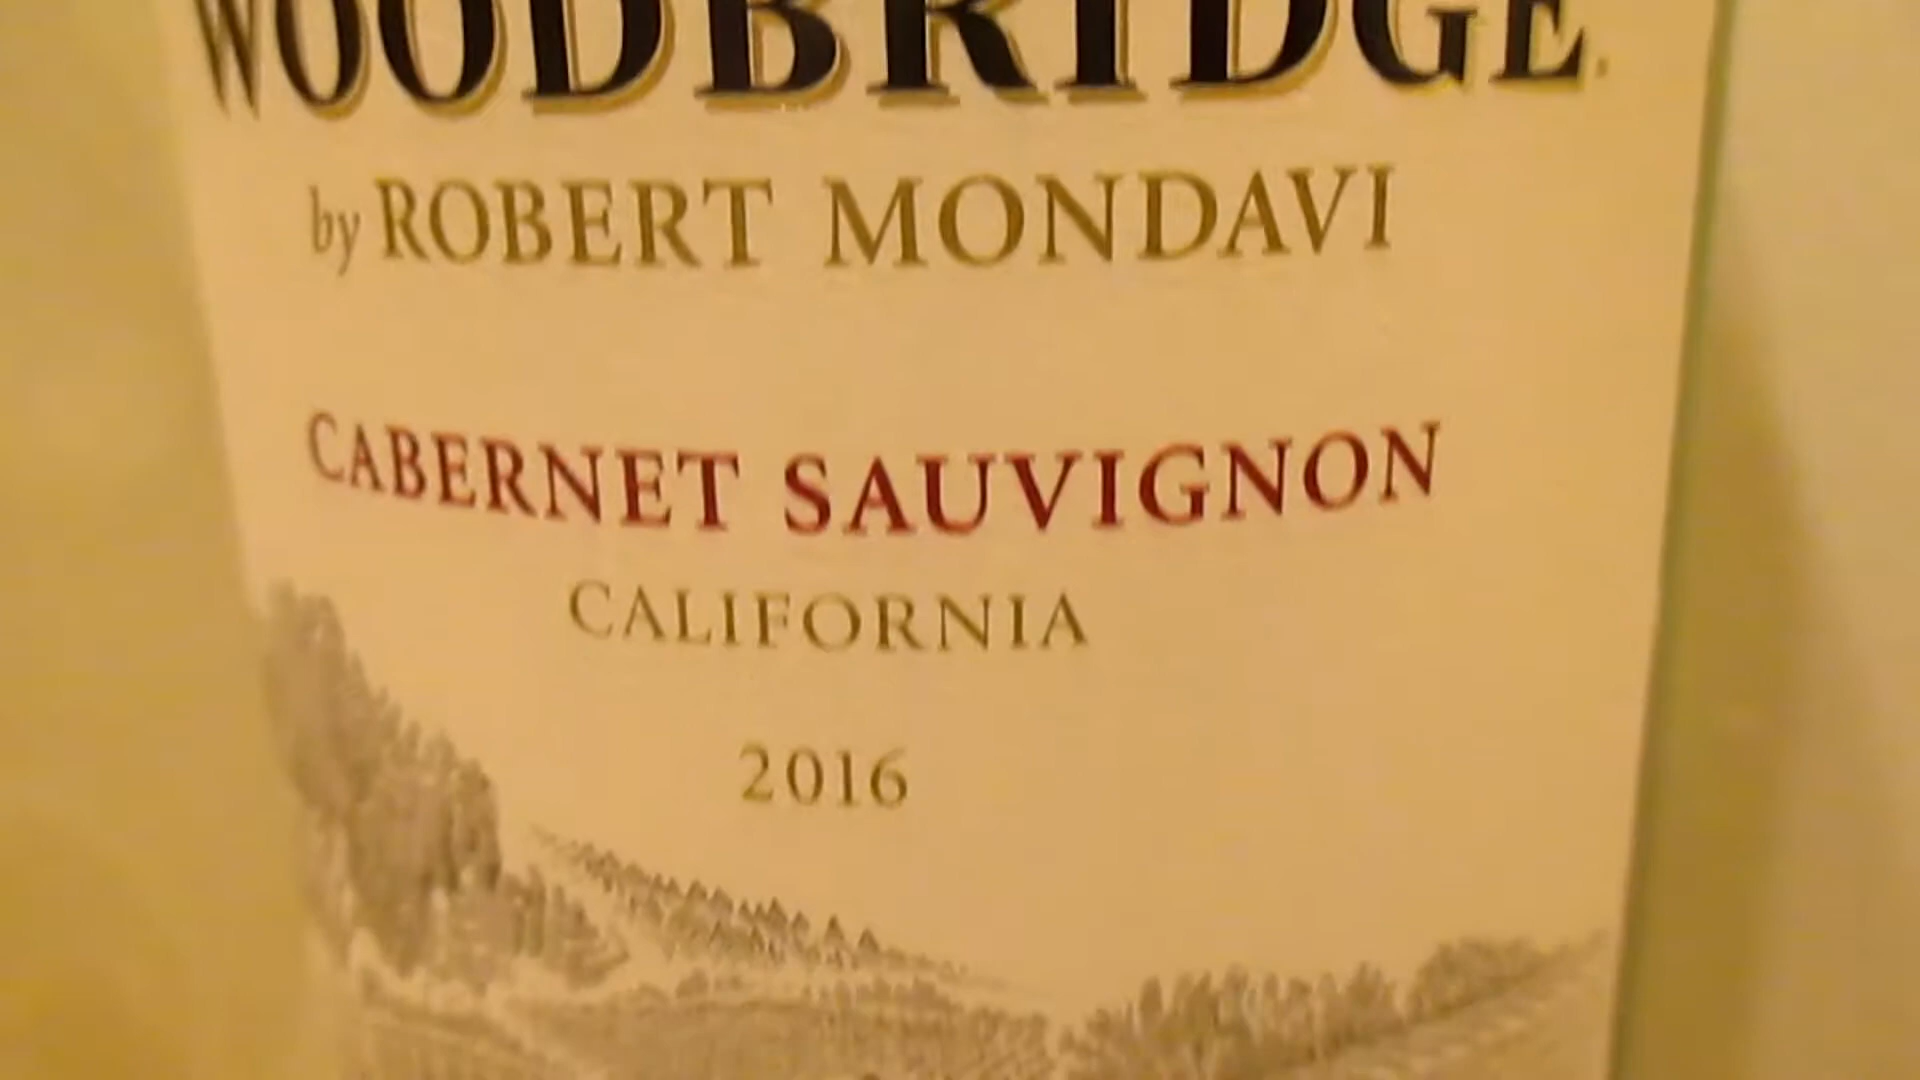 WOODBRIDGE
by ROBERT MONDAVI
CABERNET SAUVIGNON
CALIFORNIA
2016